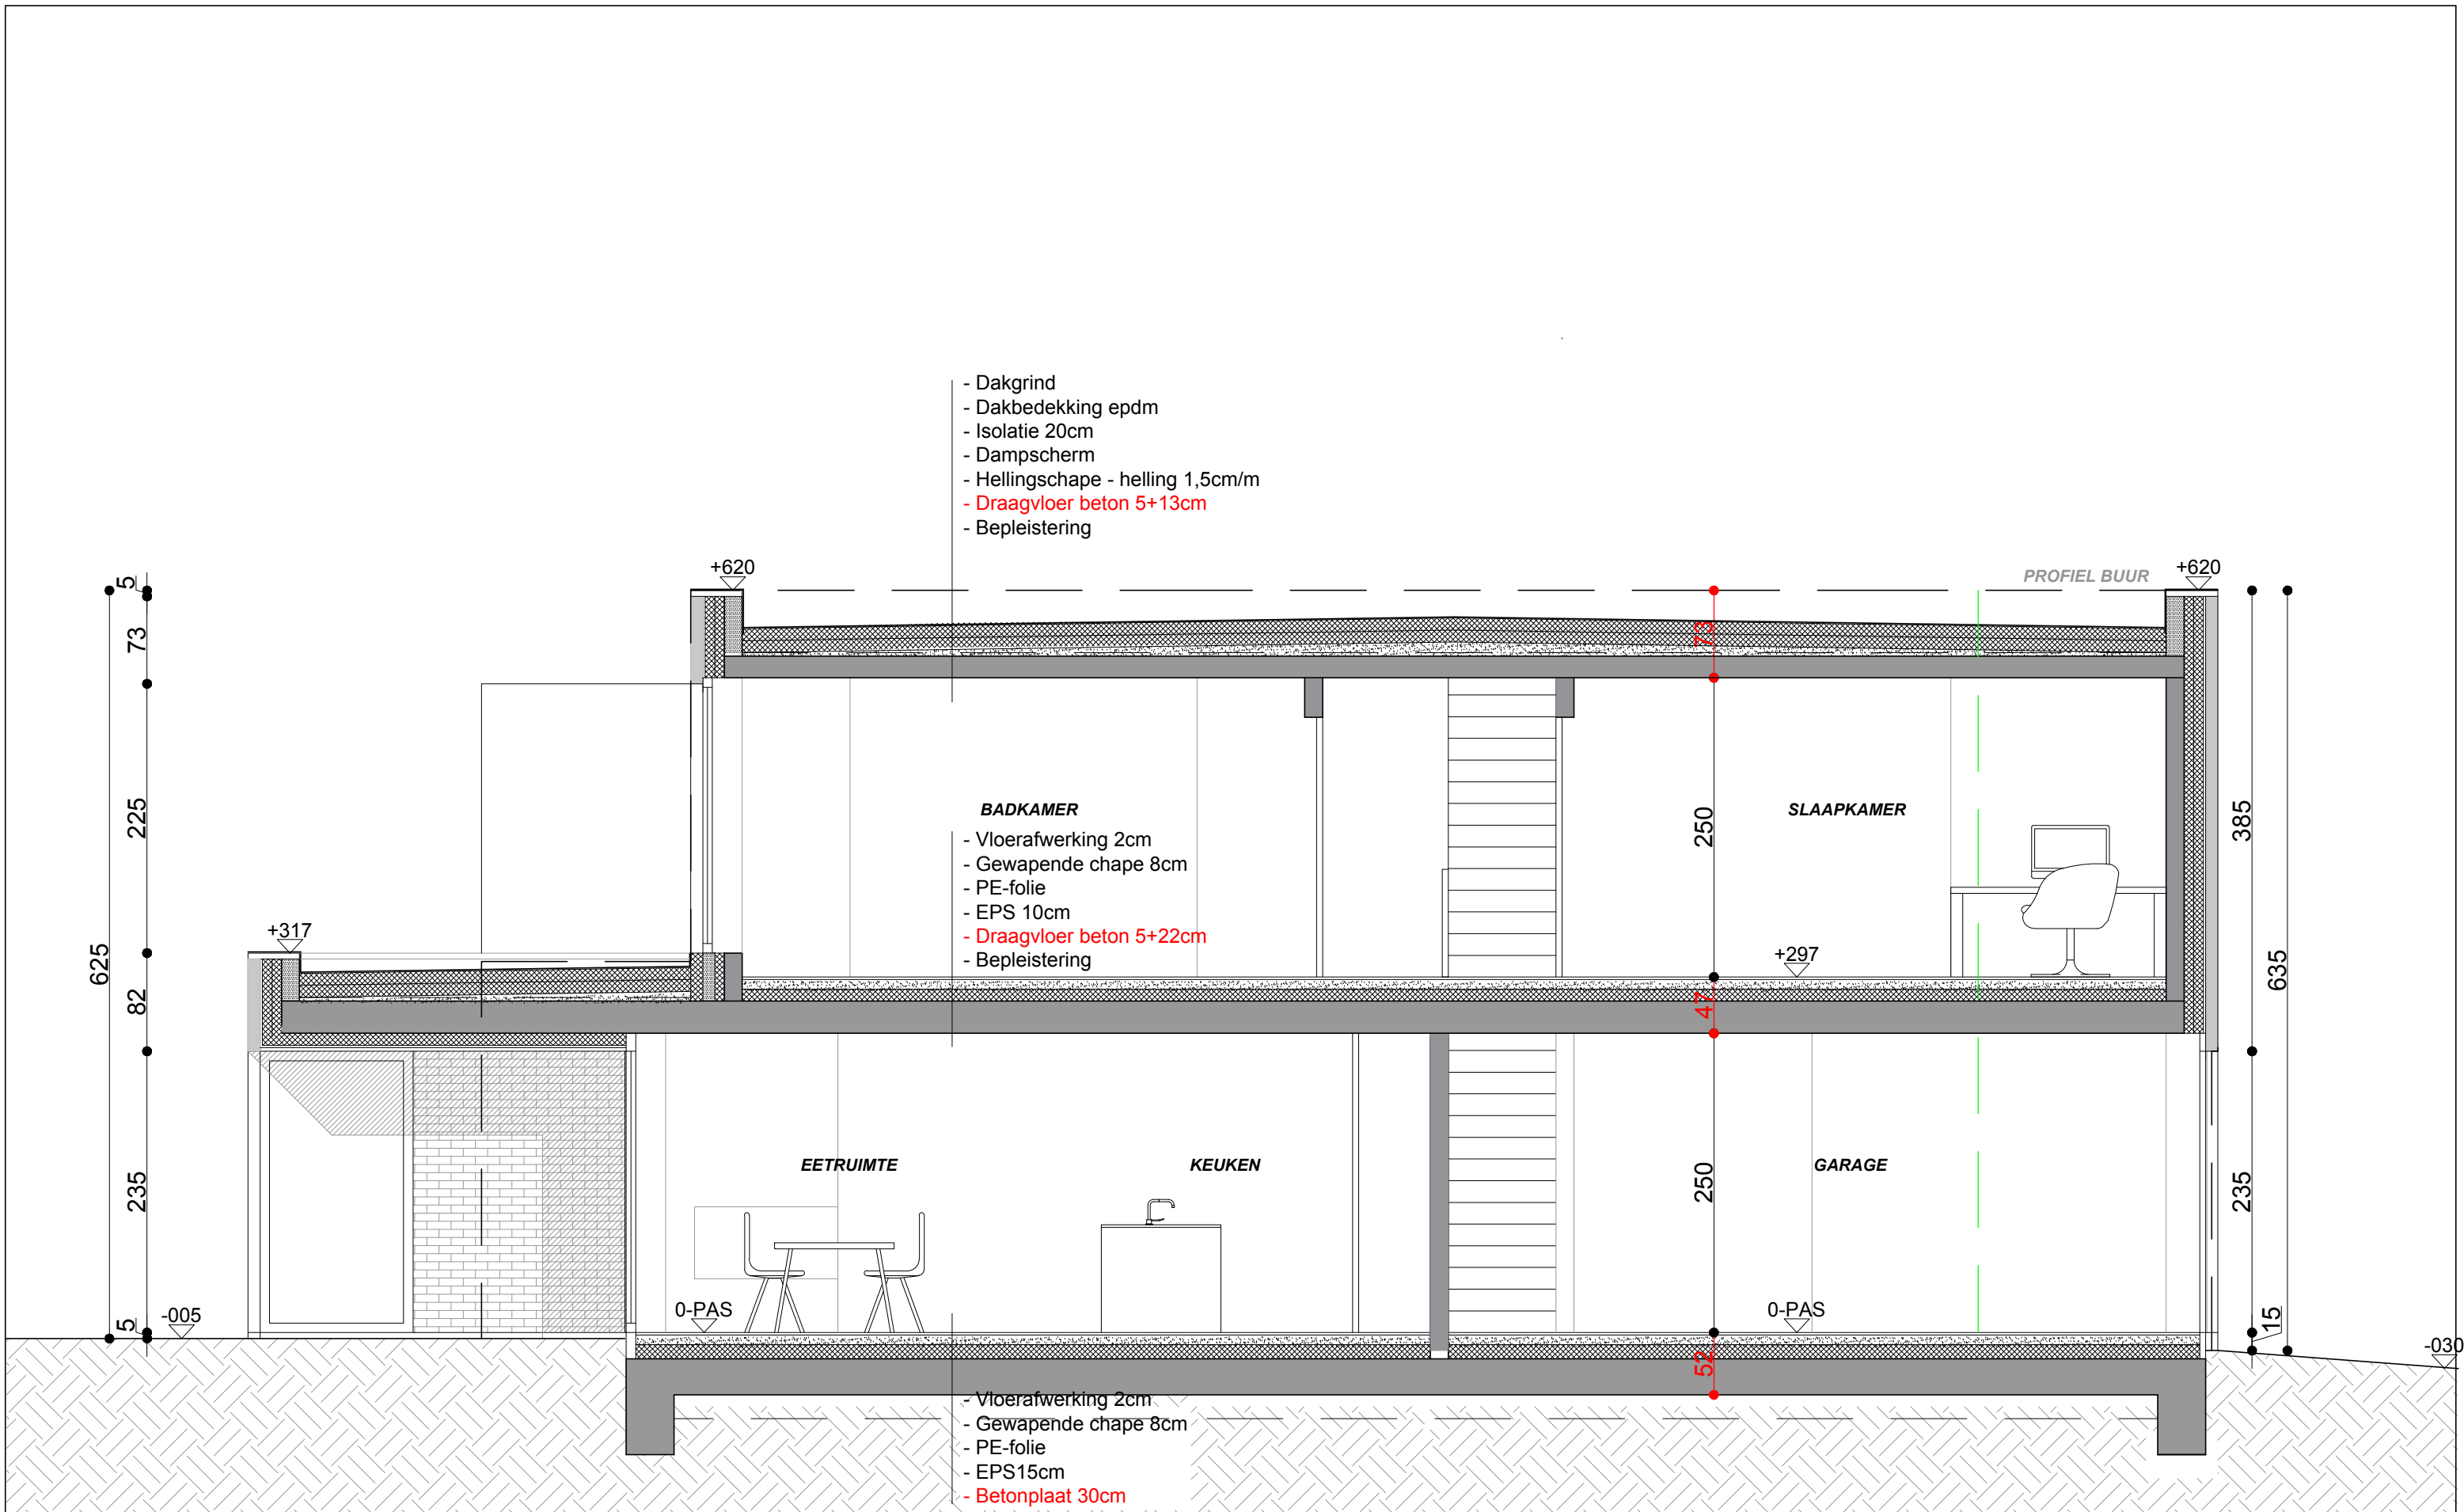 - Dakgrind
- Dakbedekking epdm
- Isolatie 20cm
- Dampscherm
- Hellingschape - helling 1,5cm/m
- Draagvloer beton 5+13cm
- Bepleistering
+620
PROFIEL BUUR
+620
5
73
73
225
BADKAMER
250
SLAAPKAMER
385
- Vloerafwerking 2cm
- Gewapende chape 8cm
- PE-folie
- EPS 10cm
- Draagvloer beton 5+22cm
- Bepleistering
+317
+297
625
635
82
47
EETRUIMTE
KEUKEN
GARAGE
235
250
235
0-PAS
0-PAS
-005
5
15
-030
52
- Vloerafwerking 2cm
- Gewapende chape 8cm
- PE-folie
- EPS15cm
- Betonplaat 30cm